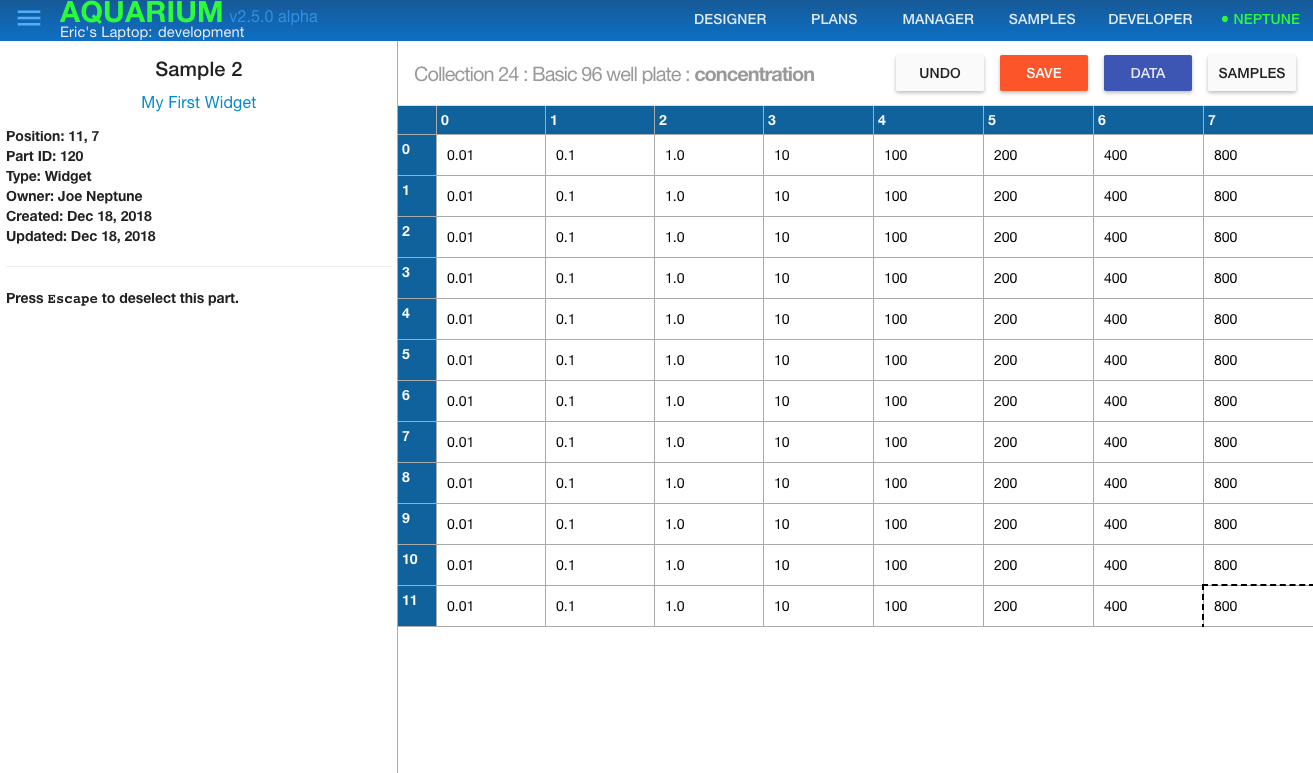 AQUARIUM v2.5.0 alpha
Eric's Laptop: development
DESIGNER PLANS MANAGER SAMPLES DEVELOPER • NEPTUNE
Sample 2
My First Widget
Position: 11, 7
Part ID: 120
Type: Widget
Owner: Joe Neptune
Created: Dec 18, 2018
Updated: Dec 18, 2018
Press Escape to deselect this part.
Collection 24 : Basic 96 well plate : concentration
UNDO SAVE DATA SAMPLES
0 1 2 3 4 5 6 7
0 0.01 0.1 1.0 10 100 200 400 800
1 0.01 0.1 1.0 10 100 200 400 800
2 0.01 0.1 1.0 10 100 200 400 800
3 0.01 0.1 1.0 10 100 200 400 800
4 0.01 0.1 1.0 10 100 200 400 800
5 0.01 0.1 1.0 10 100 200 400 800
6 0.01 0.1 1.0 10 100 200 400 800
7 0.01 0.1 1.0 10 100 200 400 800
8 0.01 0.1 1.0 10 100 200 400 800
9 0.01 0.1 1.0 10 100 200 400 800
10 0.01 0.1 1.0 10 100 200 400 800
11 0.01 0.1 1.0 10 100 200 400 800